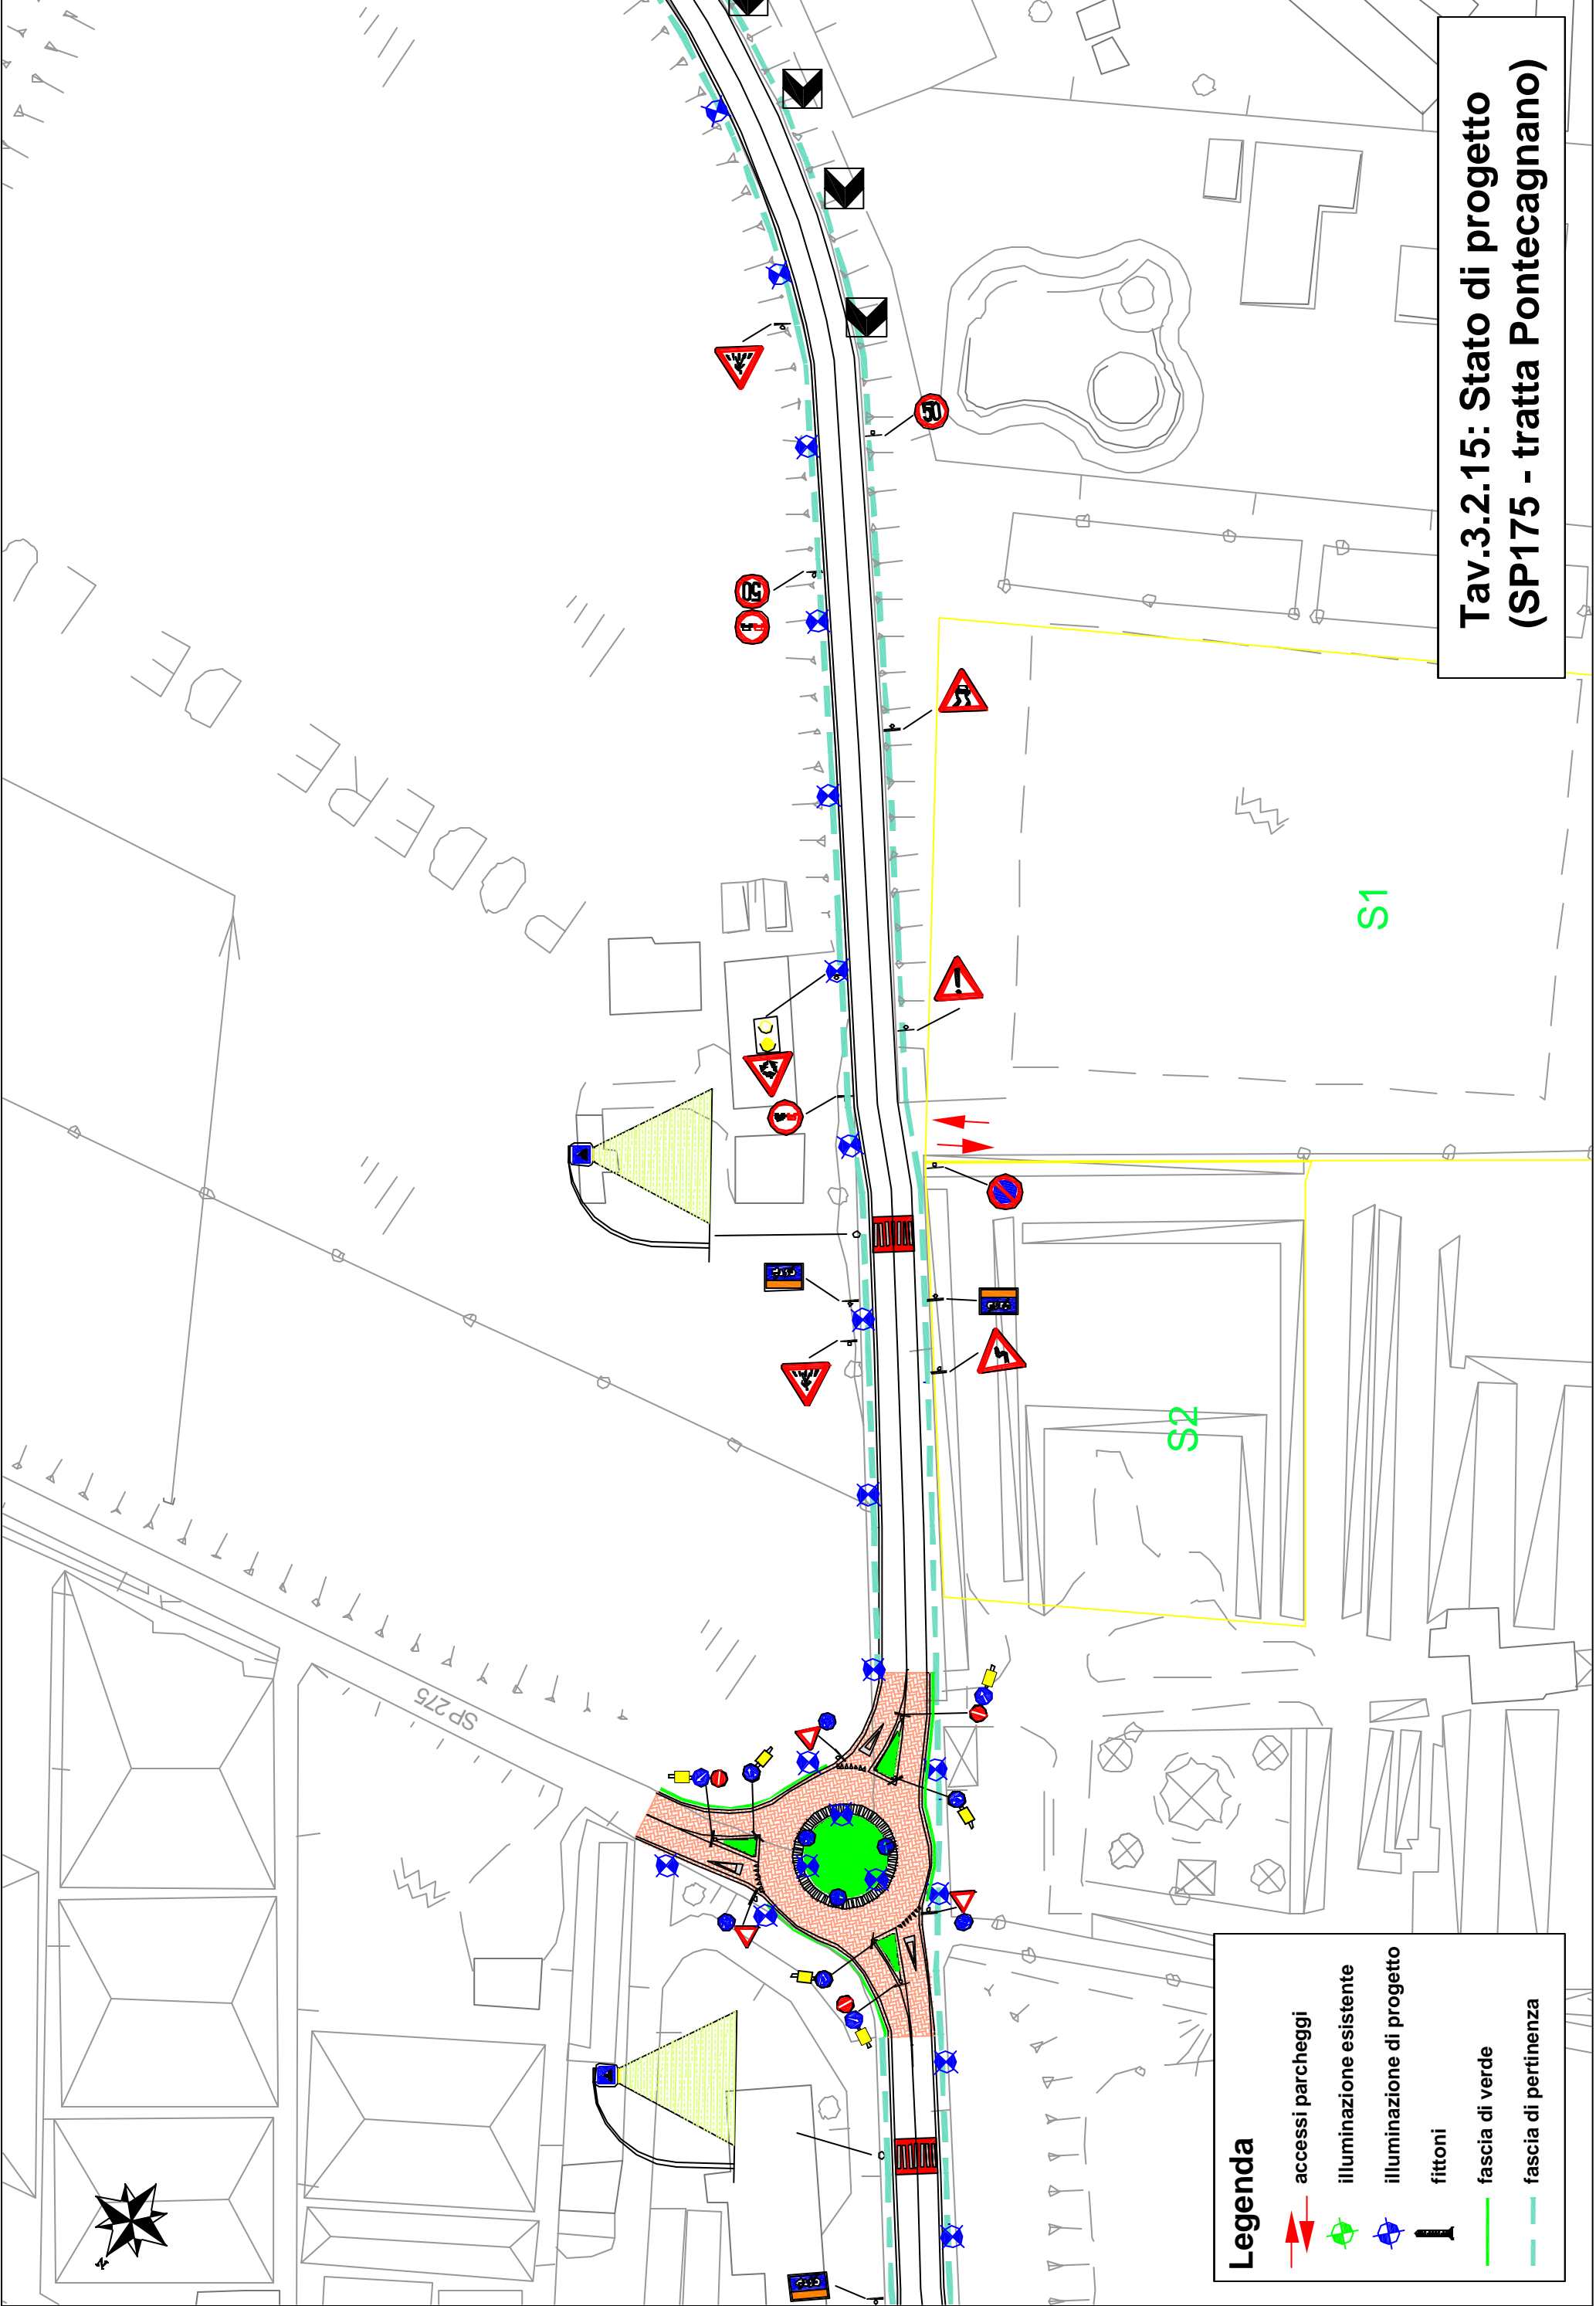 Tav.3.2.15: Stato di progetto
(SP175 - tratta Pontecagnano)
PODERE DE
50
50
S1
S2
SP275
N
Legenda
accessi parcheggi
illuminazione esistente
illuminazione di progetto
fittoni
fascia di verde
fascia di pertinenza